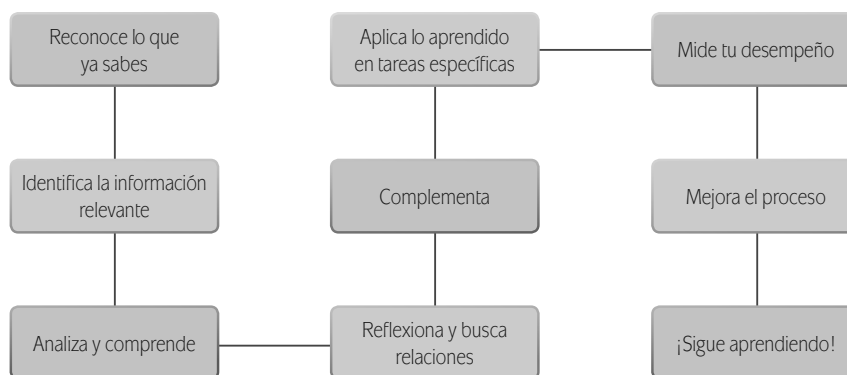 Reconoce lo que
ya sabes
Identifica la información
relevante
Analiza y comprende
Reflexiona y busca
relaciones
Complementa
Aplica lo aprendido
en tareas específicas
Mide tu desempeño
Mejora el proceso
¡Sigue aprendiendo!